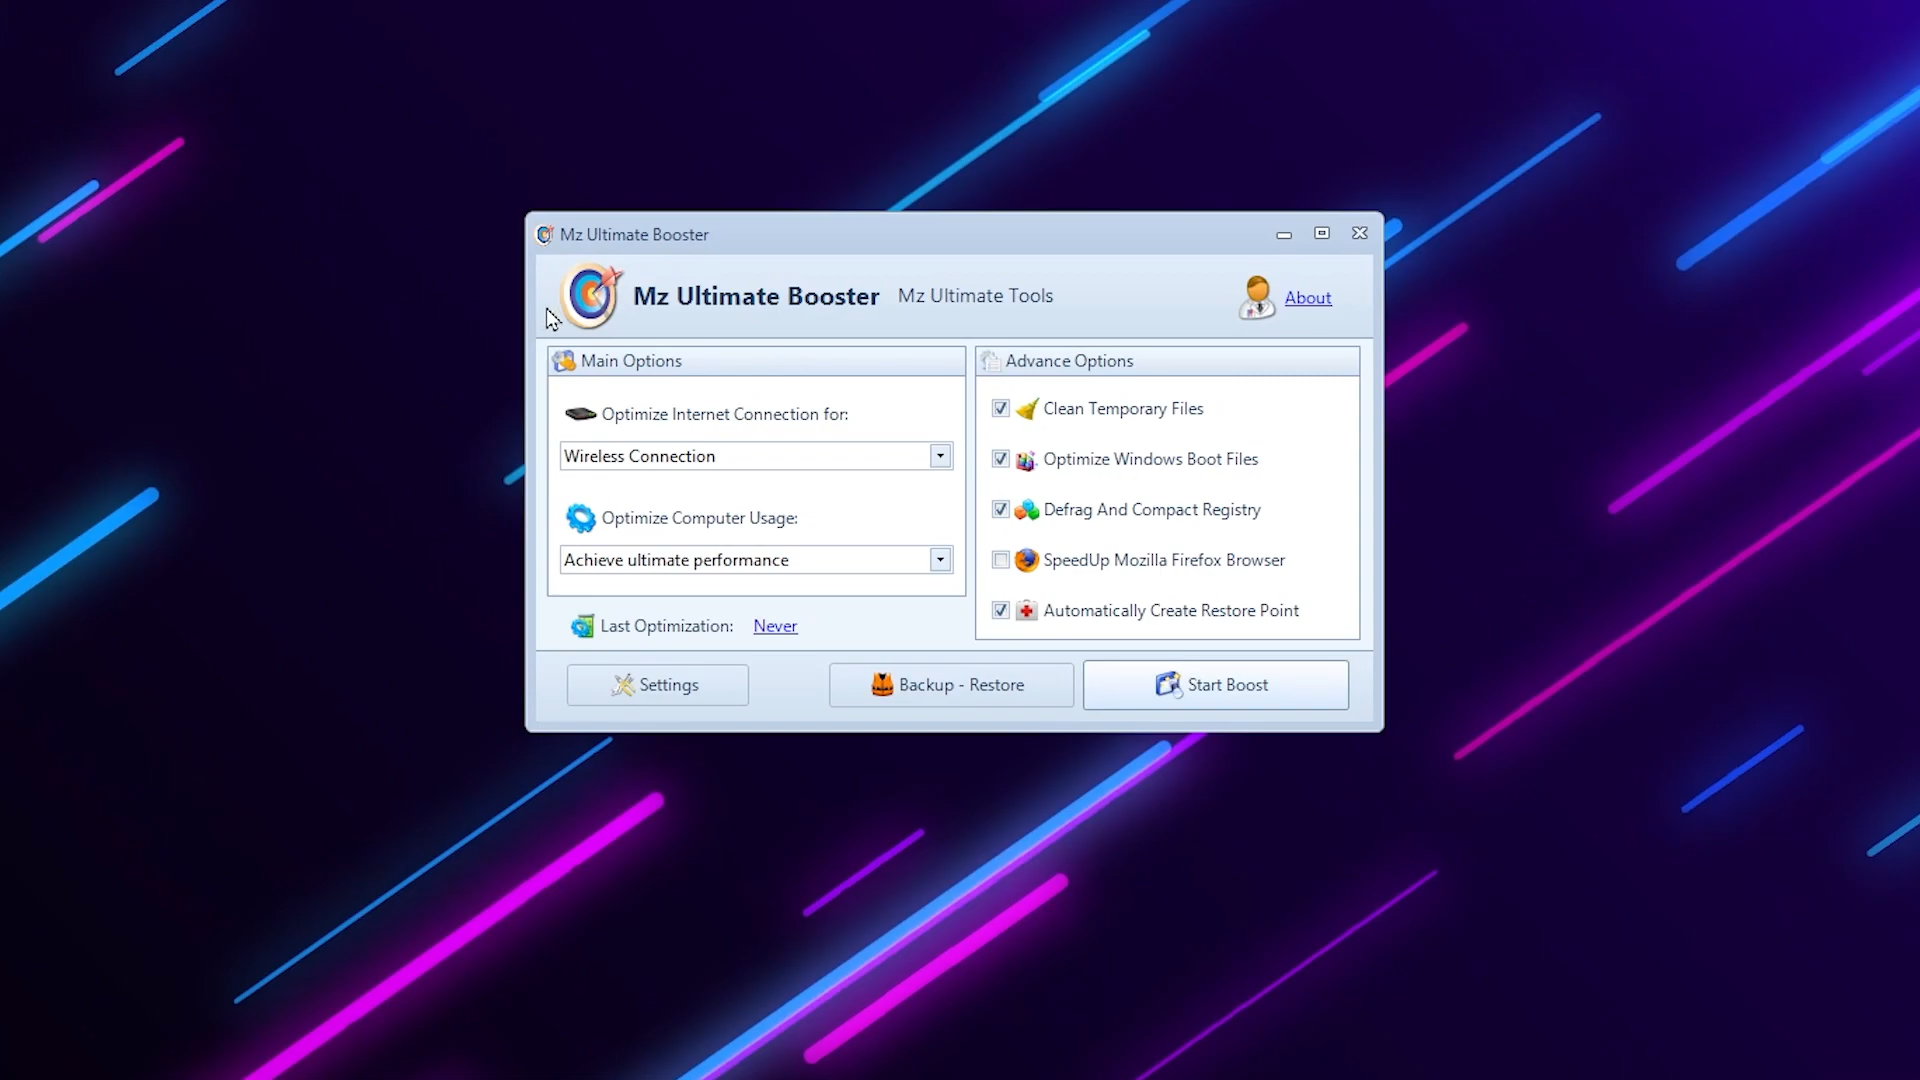 Mz Ultimate Booster
Mz Ultimate Booster Mz Ultimate Tools About
Main Options
Optimize Internet Connection for:
Wireless Connection
Optimize Computer Usage:
Achieve ultimate performance
Last Optimization: Never
Advance Options
Clean Temporary Files
Optimize Windows Boot Files
Defrag And Compact Registry
SpeedUp Mozilla Firefox Browser
Automatically Create Restore Point
Settings Backup - Restore Start Boost